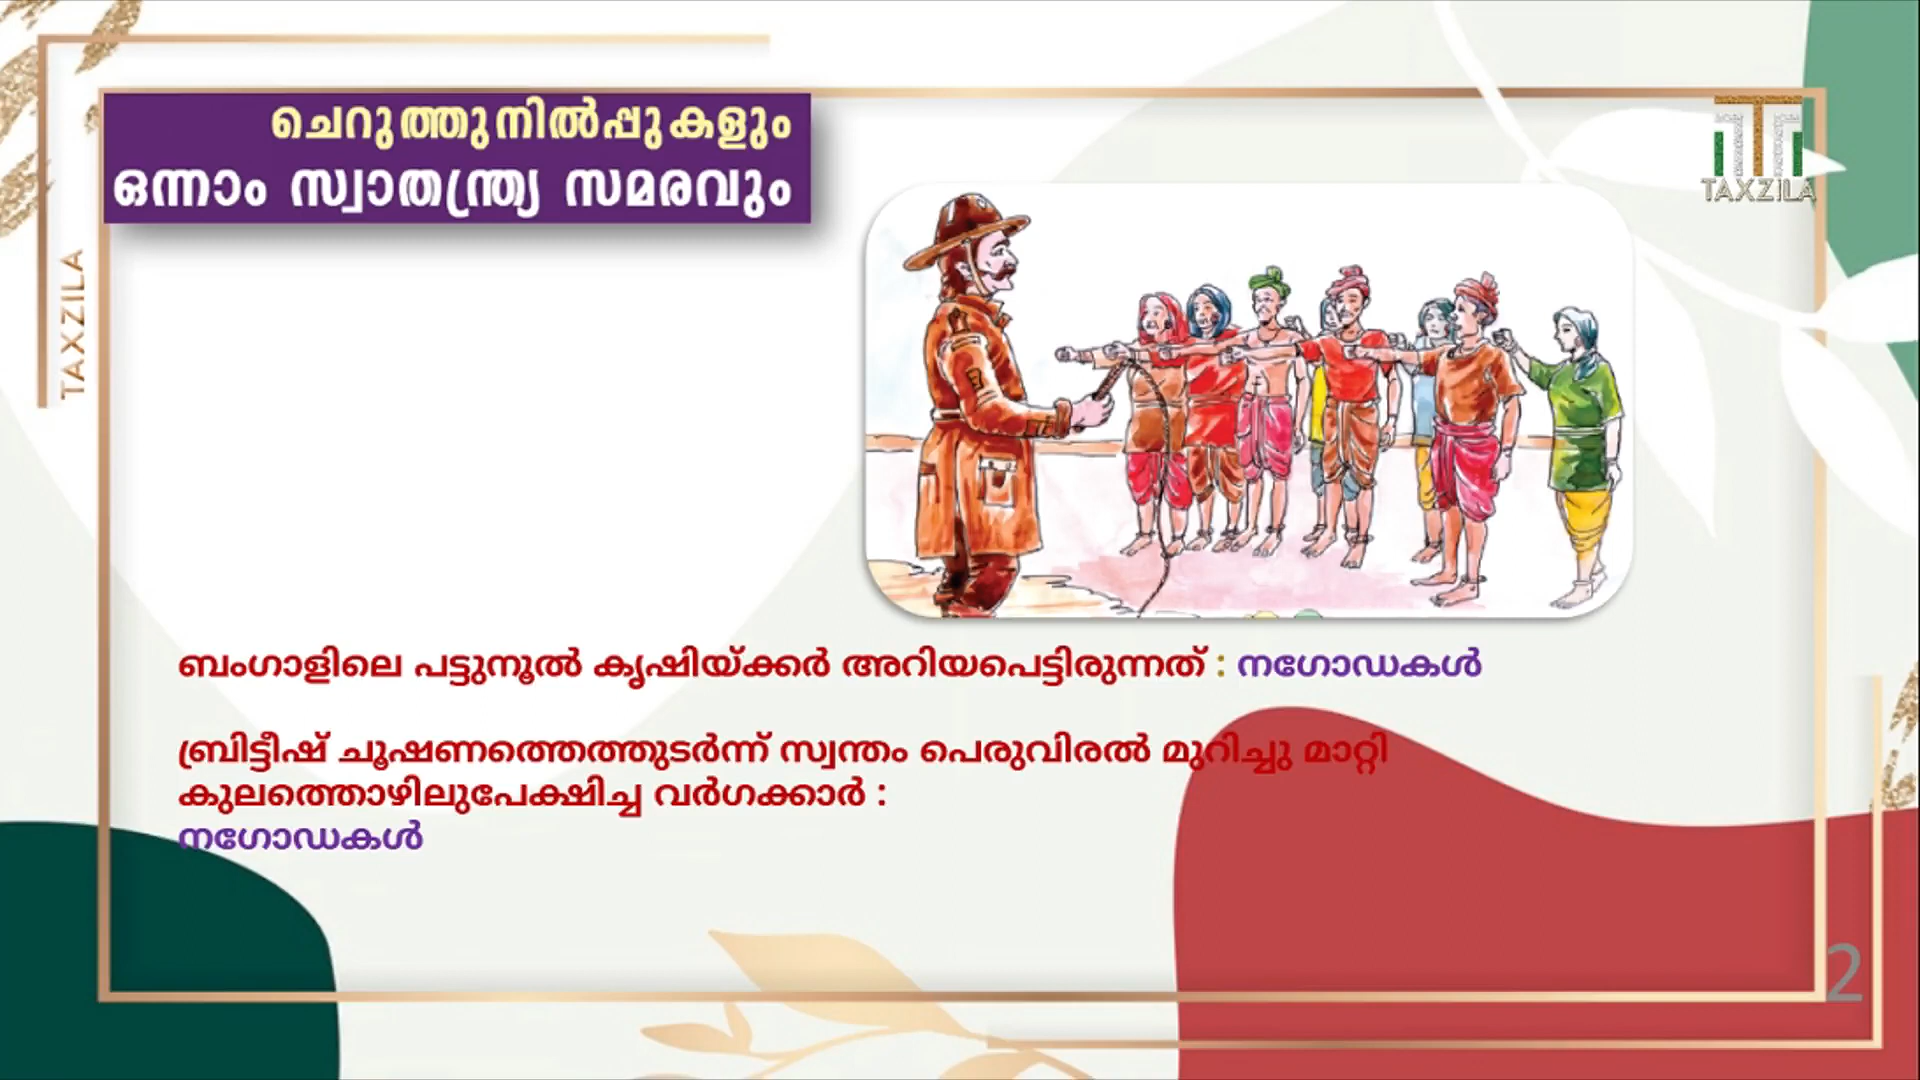 ചെറുത്തുനിൽപ്പുകളും
ഒന്നാം സ്വാതന്ത്ര്യ സമരവും
TAXZILA
TAXZILA
ബംഗാളിലെ പട്ടുനൂൽ കൃഷിയ്ക്കർ അറിയപെട്ടിരുന്നത് : നഗോഡകൾ
ബ്രിട്ടീഷ് ചൂഷണത്തെത്തുടർന്ന് സ്വന്തം പെരുവിരൽ മുറിച്ചു മാറ്റി
കുലത്തൊഴിലുപേക്ഷിച്ച വർഗക്കാർ :
നഗോഡകൾ
2